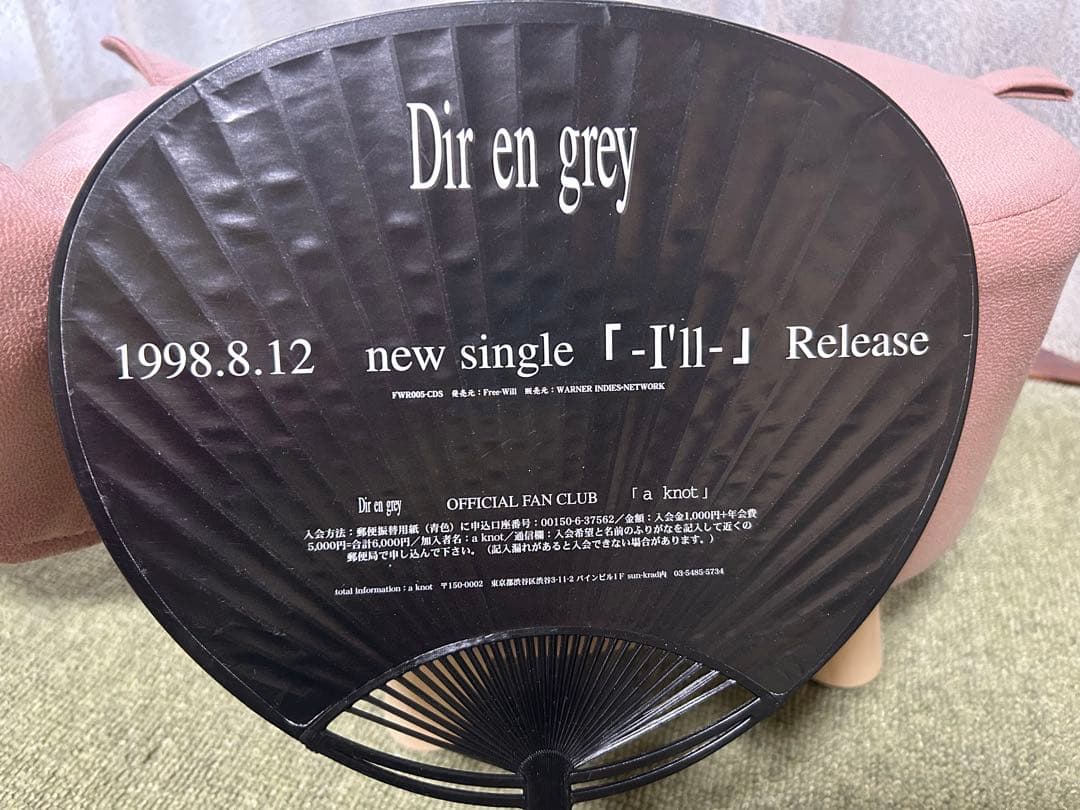 Dir en grey
1998.8.12 new single「-I'll-」Release
FWR005-CDS 発売元:Free-Will 販売元:WARNER INDIES•NETWORK
Dir en grey OFFICIAL FAN CLUB 「a knot」
入会方法:郵便振替用紙(青色)に申込口座番号:00150-6-37562/金額:入会金1,000円+年会費
5,000円=合計6,000円/加入者名:a knot/通信欄:入会希望と名前のふりがなを記入して近くの
郵便局で申し込んで下さい。(記入漏れがあると入会できない場合があります。)
total information:a knot 〒150-0002 東京都渋谷区渋谷3-11-2 パインビル1F sun-krad内 03-5485-5734